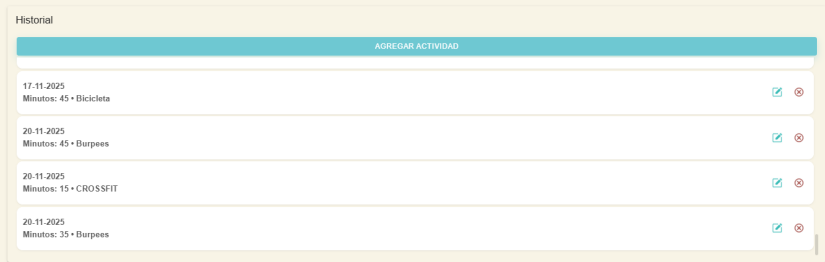 Historial
AGREGAR ACTIVIDAD
17-11-2025
Minutos: 45 • Bicicleta
20-11-2025
Minutos: 45 • Burpees
20-11-2025
Minutos: 15 • CROSSFIT
20-11-2025
Minutos: 35 • Burpees